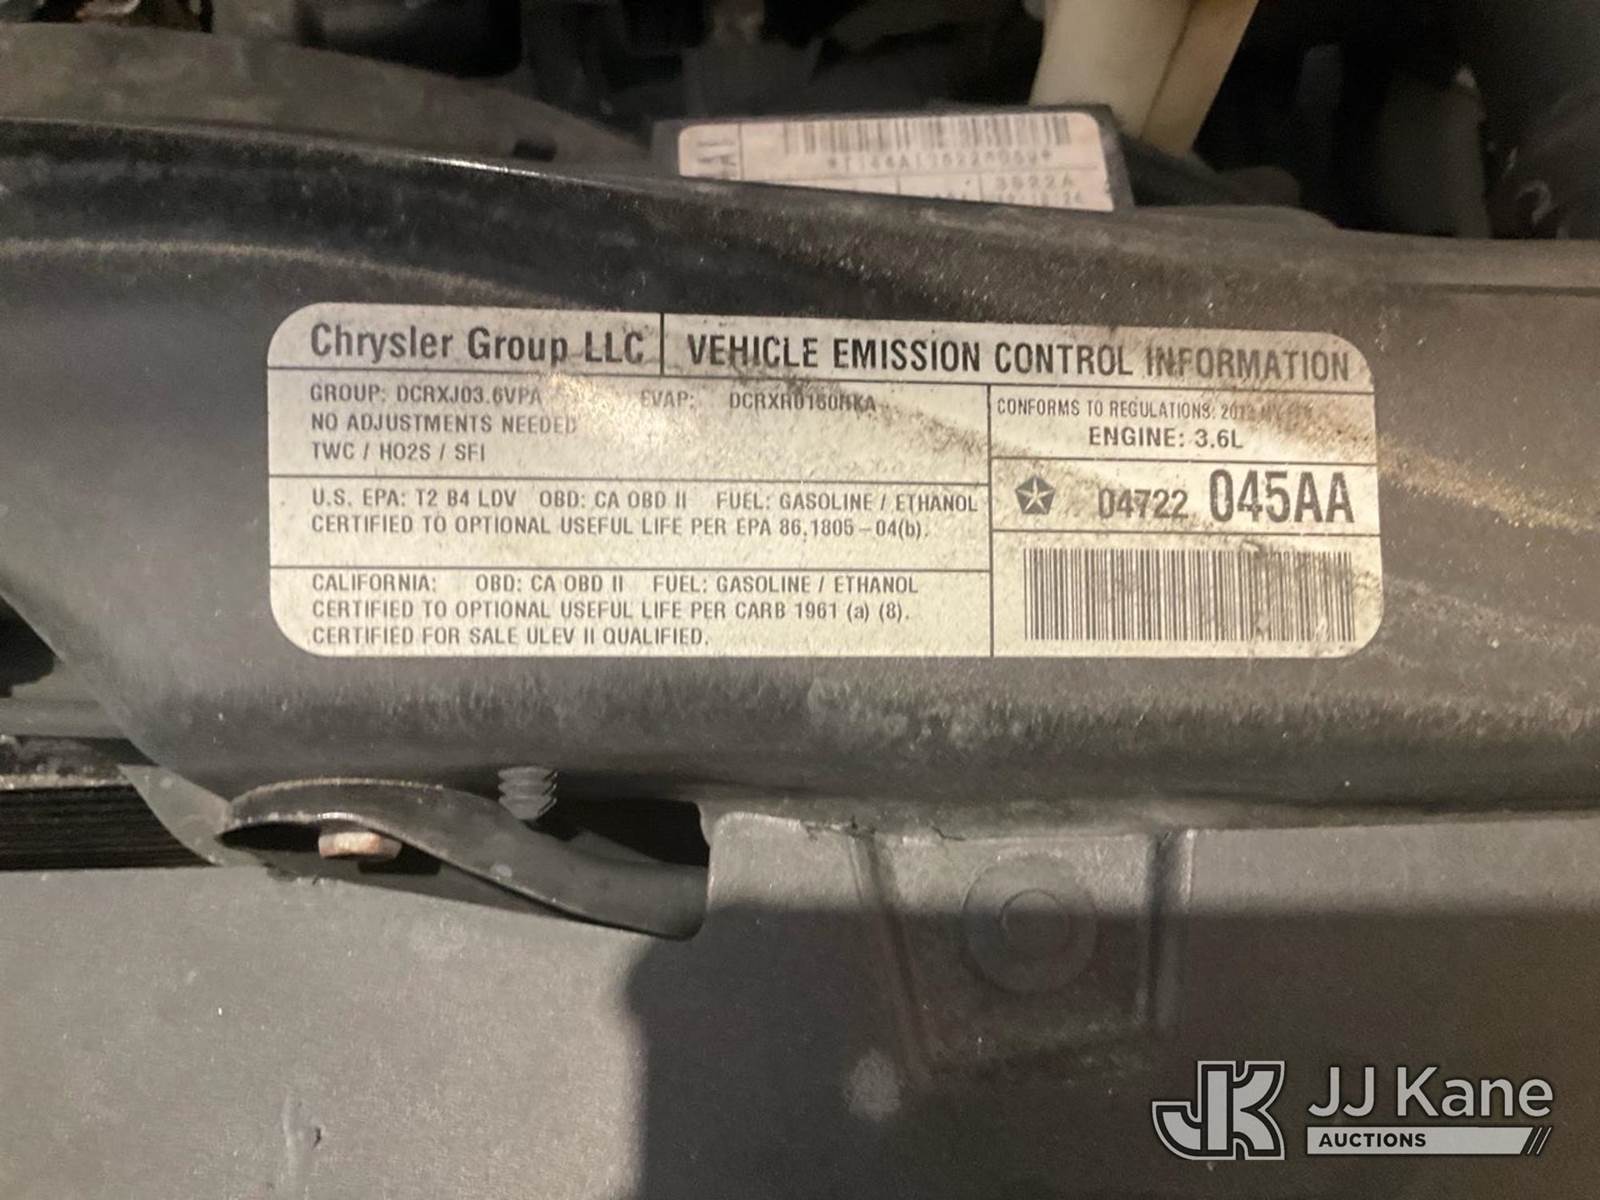 3522A
Chrysler Group LLC VEHICLE EMISSION CONTROL INFORMATION
GROUP: DCRXJ03.6VPA EVAP:
NO ADJUSTMENTS NEEDED
TWC / HO2S / SFI
U.S. EPA: T2 B4 LDV OBD: CA OBD II FUEL: GASOLINE / ETHANOL
CERTIFIED TO OPTIONAL USEFUL LIFE PER EPA 86.1805-04(b).
CALIFORNIA: OBD: CA OBD II FUEL: GASOLINE / ETHANOL
CERTIFIED TO OPTIONAL USEFUL LIFE PER CARB 1961 (a) (8).
CERTIFIED FOR SALE ULEV II QUALIFIED.
CONFORMS TO REGULATIONS:
ENGINE: 3.6L
04722 045AA
JK JJ Kane
AUCTIONS